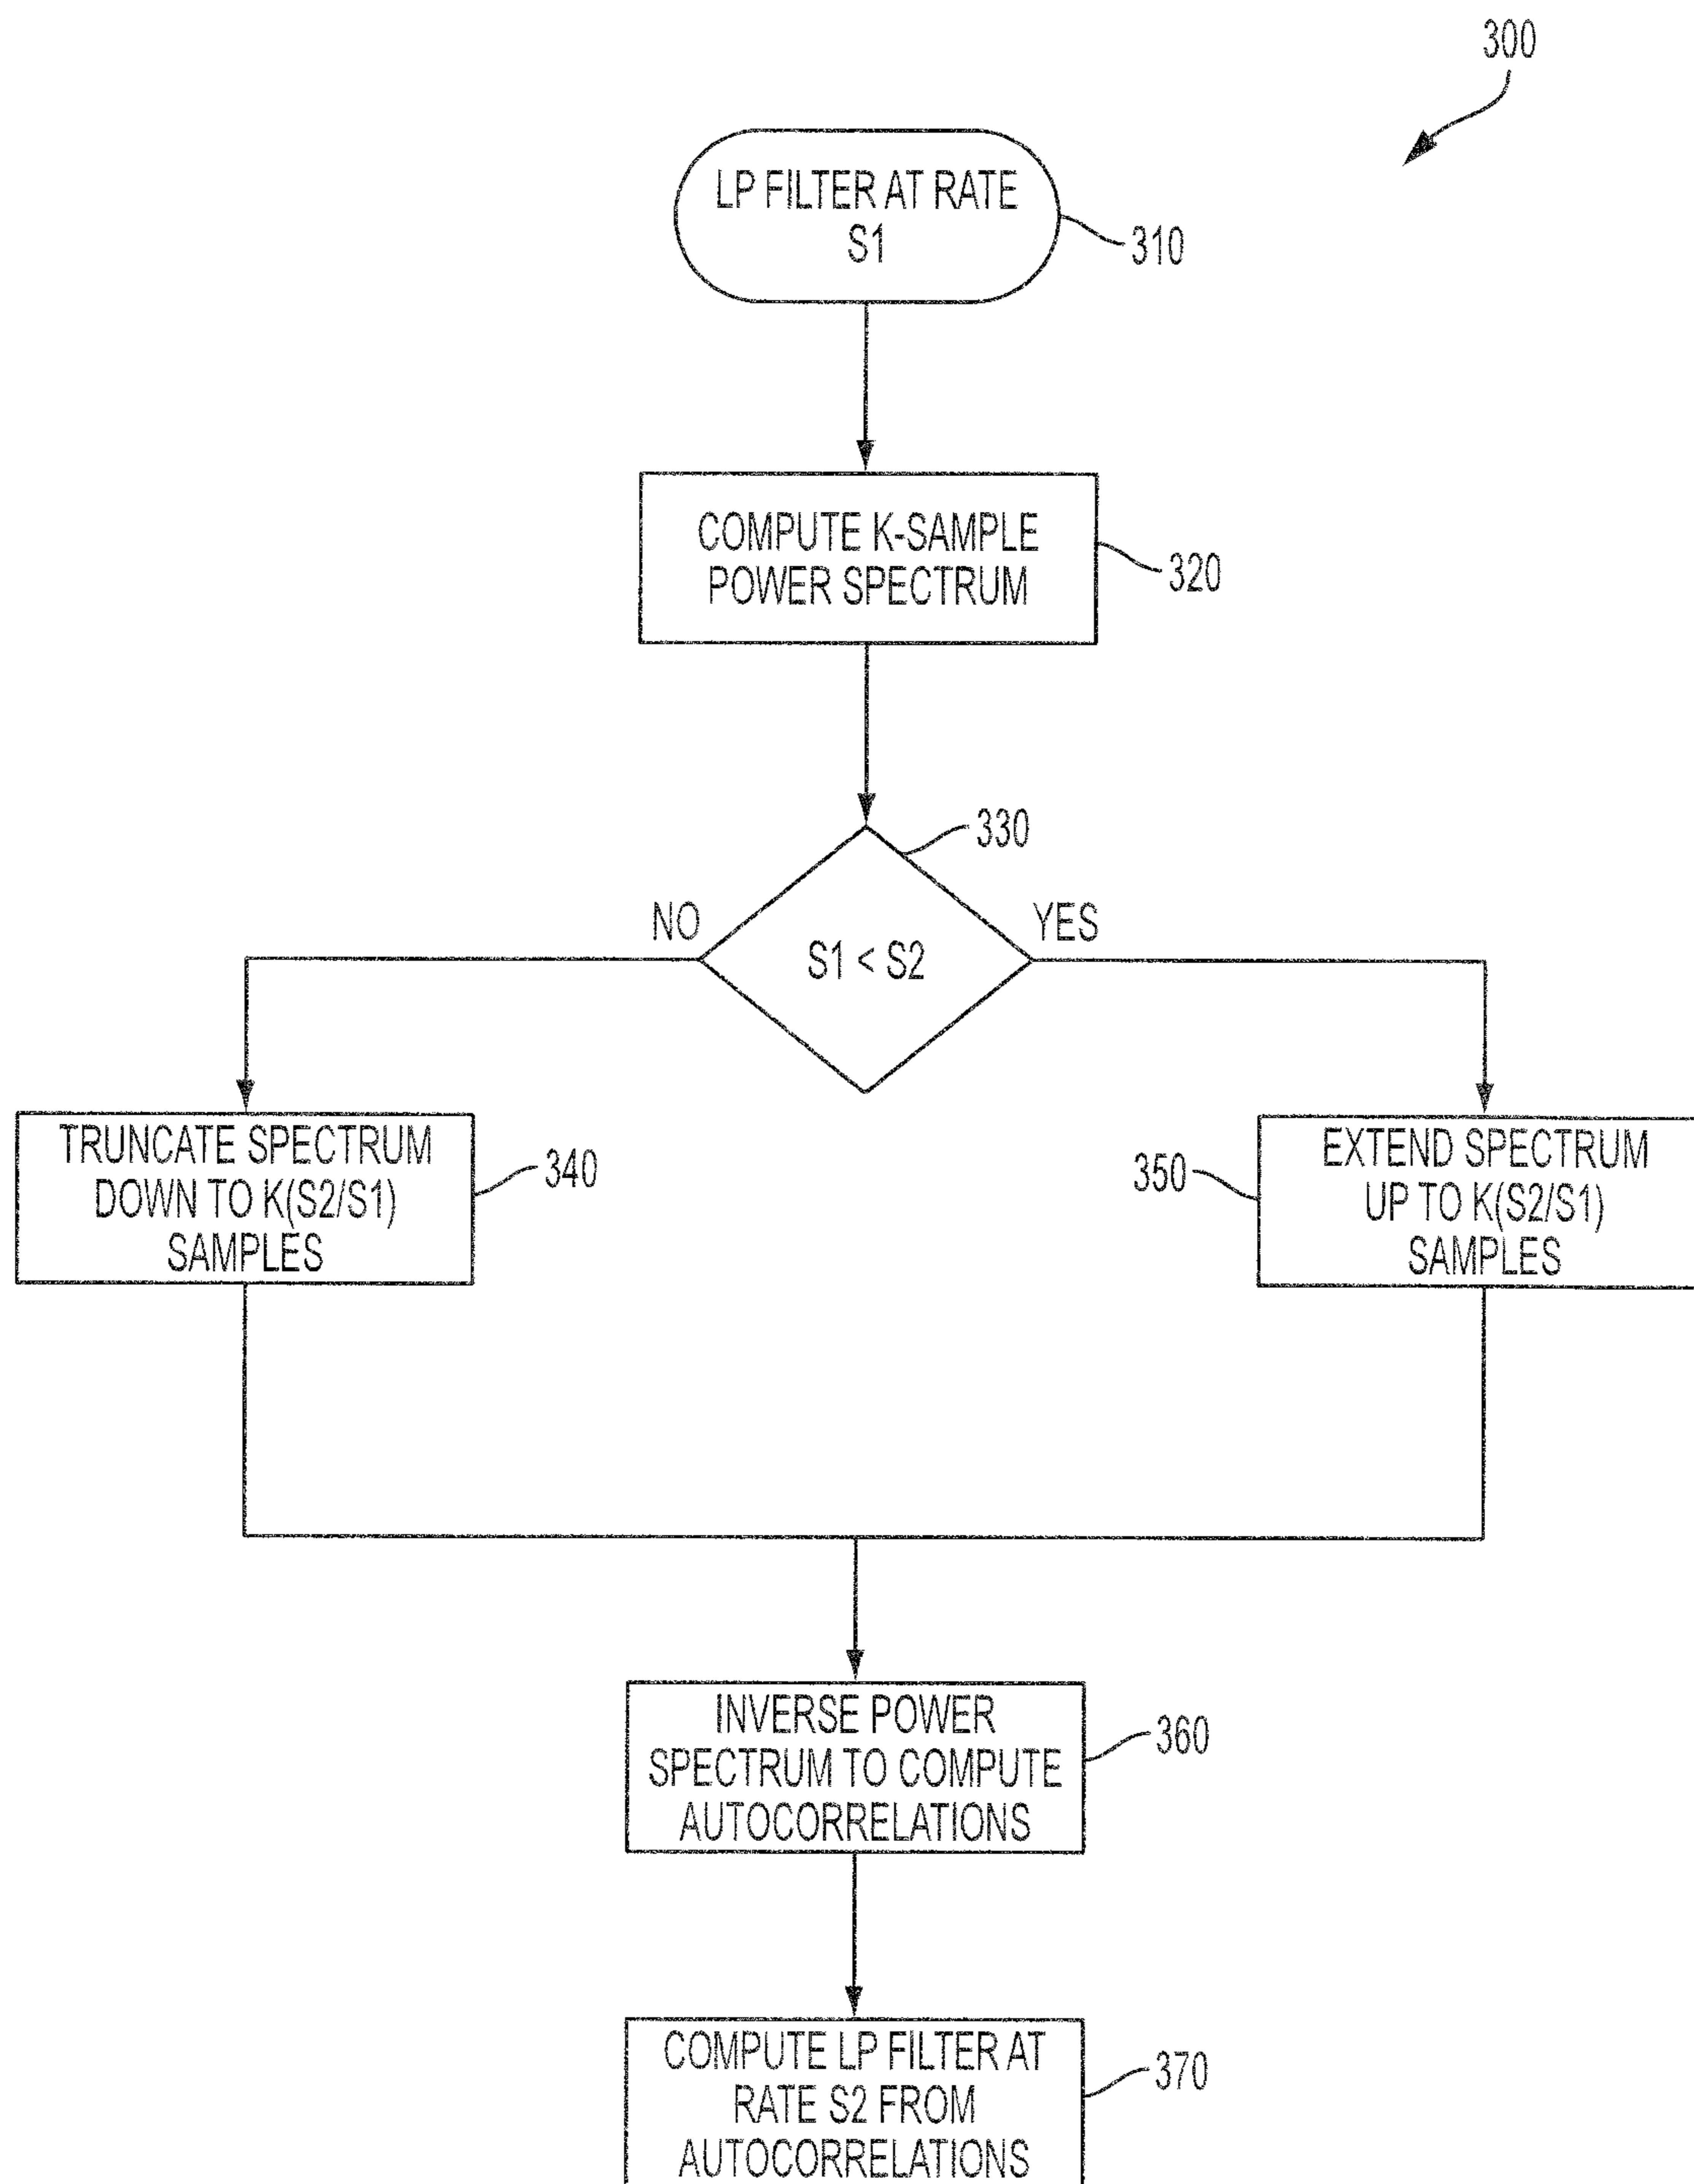 300
LP FILTER AT RATE
S1
310
COMPUTE K-SAMPLE
POWER SPECTRUM
320
330
NO
YES
S1 < S2
TRUNCATE SPECTRUM
DOWN TO K(S2/S1)
SAMPLES
340
350
EXTEND SPECTRUM
UP TO K(S2/S1)
SAMPLES
INVERSE POWER
SPECTRUM TO COMPUTE
AUTOCORRELATIONS
360
COMPUTE LP FILTER AT
RATE S2 FROM
AUTOCORRELATIONS
370